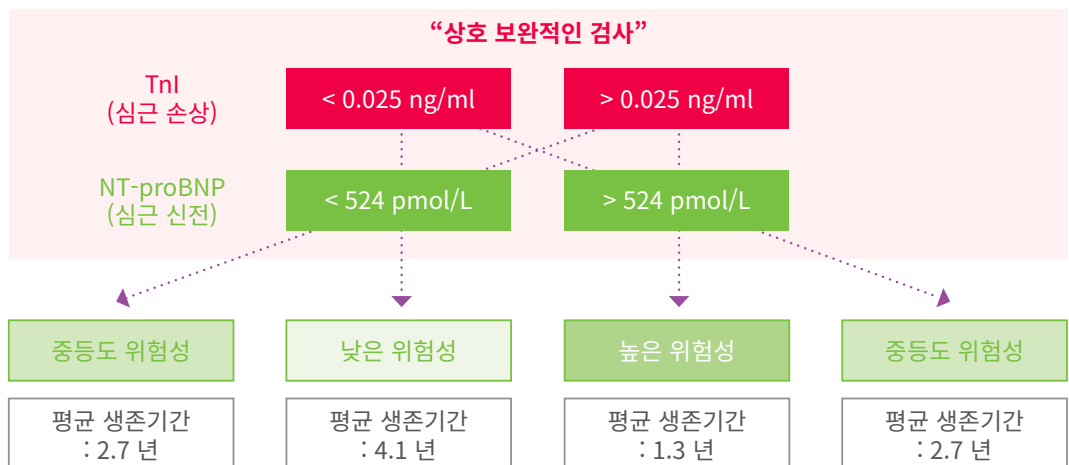 “상호 보완적인 검사”
TnI
(심근 손상)
< 0.025 ng/ml
> 0.025 ng/ml
NT-proBNP
(심근 신전)
< 524 pmol/L
> 524 pmol/L
중등도 위험성
낮은 위험성
높은 위험성
중등도 위험성
평균 생존기간
: 2.7 년
평균 생존기간
: 4.1 년
평균 생존기간
: 1.3 년
평균 생존기간
: 2.7 년